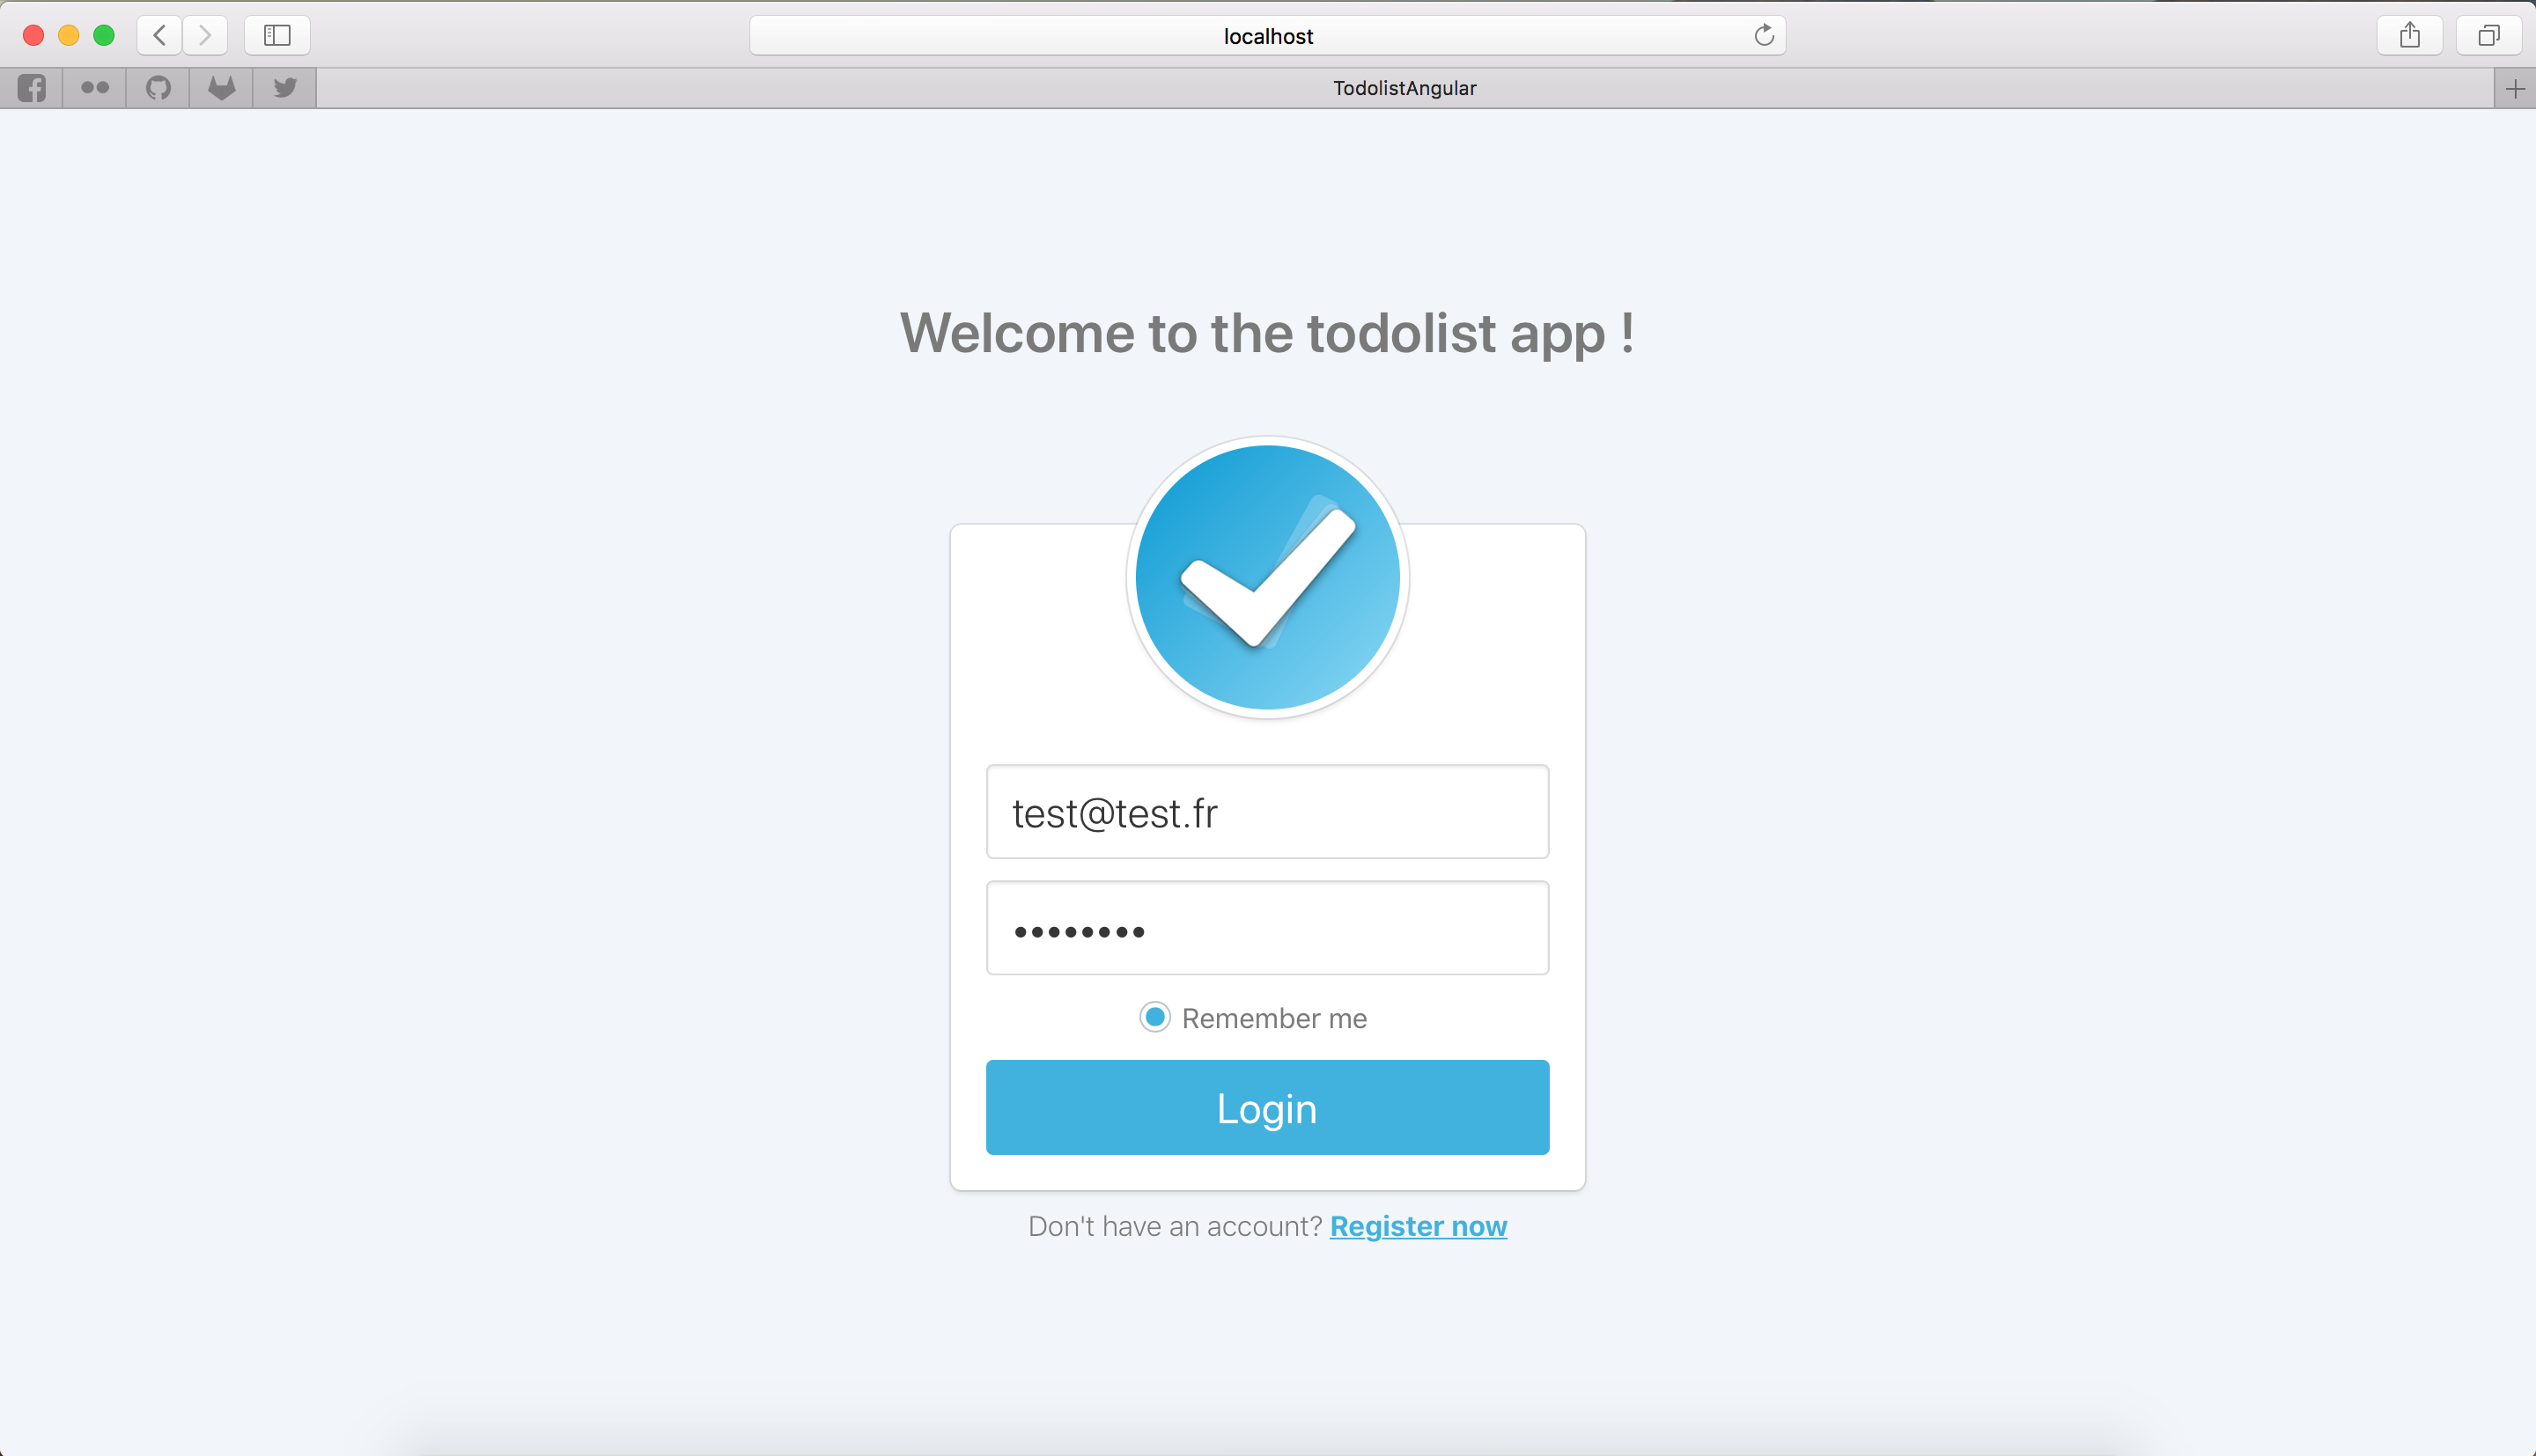 localhost
TodolistAngular
Welcome to the todolist app !
test@test.fr
••••••••
Remember me
Login
Don't have an account? Register now